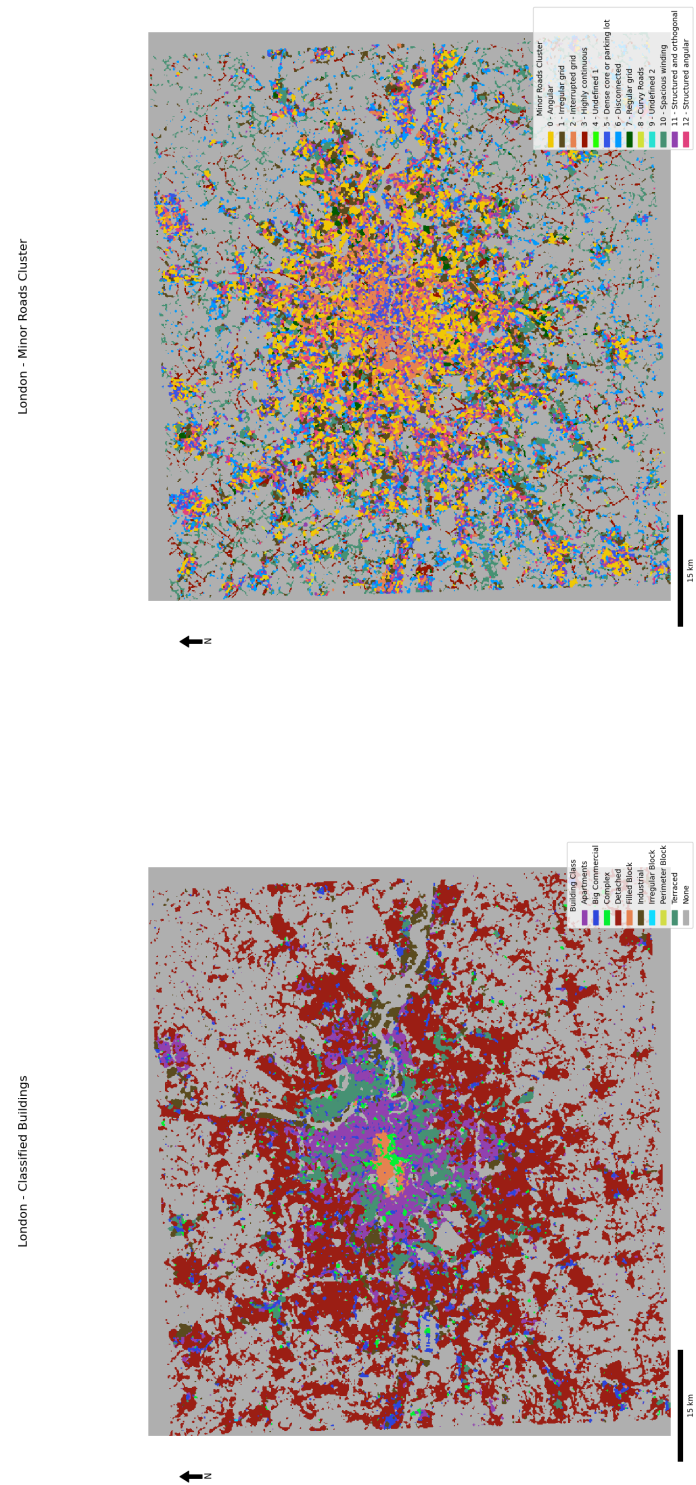 London - Minor Roads Cluster
Minor Roads Cluster
0 - Angular
1 - Irregular grid
2 - Interrupted grid
3 - Highly continuous
4 - Undefined 1
5 - Dense core or parking lot
6 - Disconnected
7 - Regular grid
8 - Curvy Roads
9 - Undefined 2
10 - Spacious winding
11 - Structured and orthogonal
12 - Structured angular
15 km
N
London - Classified Buildings
Building Class
Apartments
Big Commercial
Complex
Detached
Filled Block
Industrial
Irregular Block
Perimeter Block
Terraced
None
15 km
N